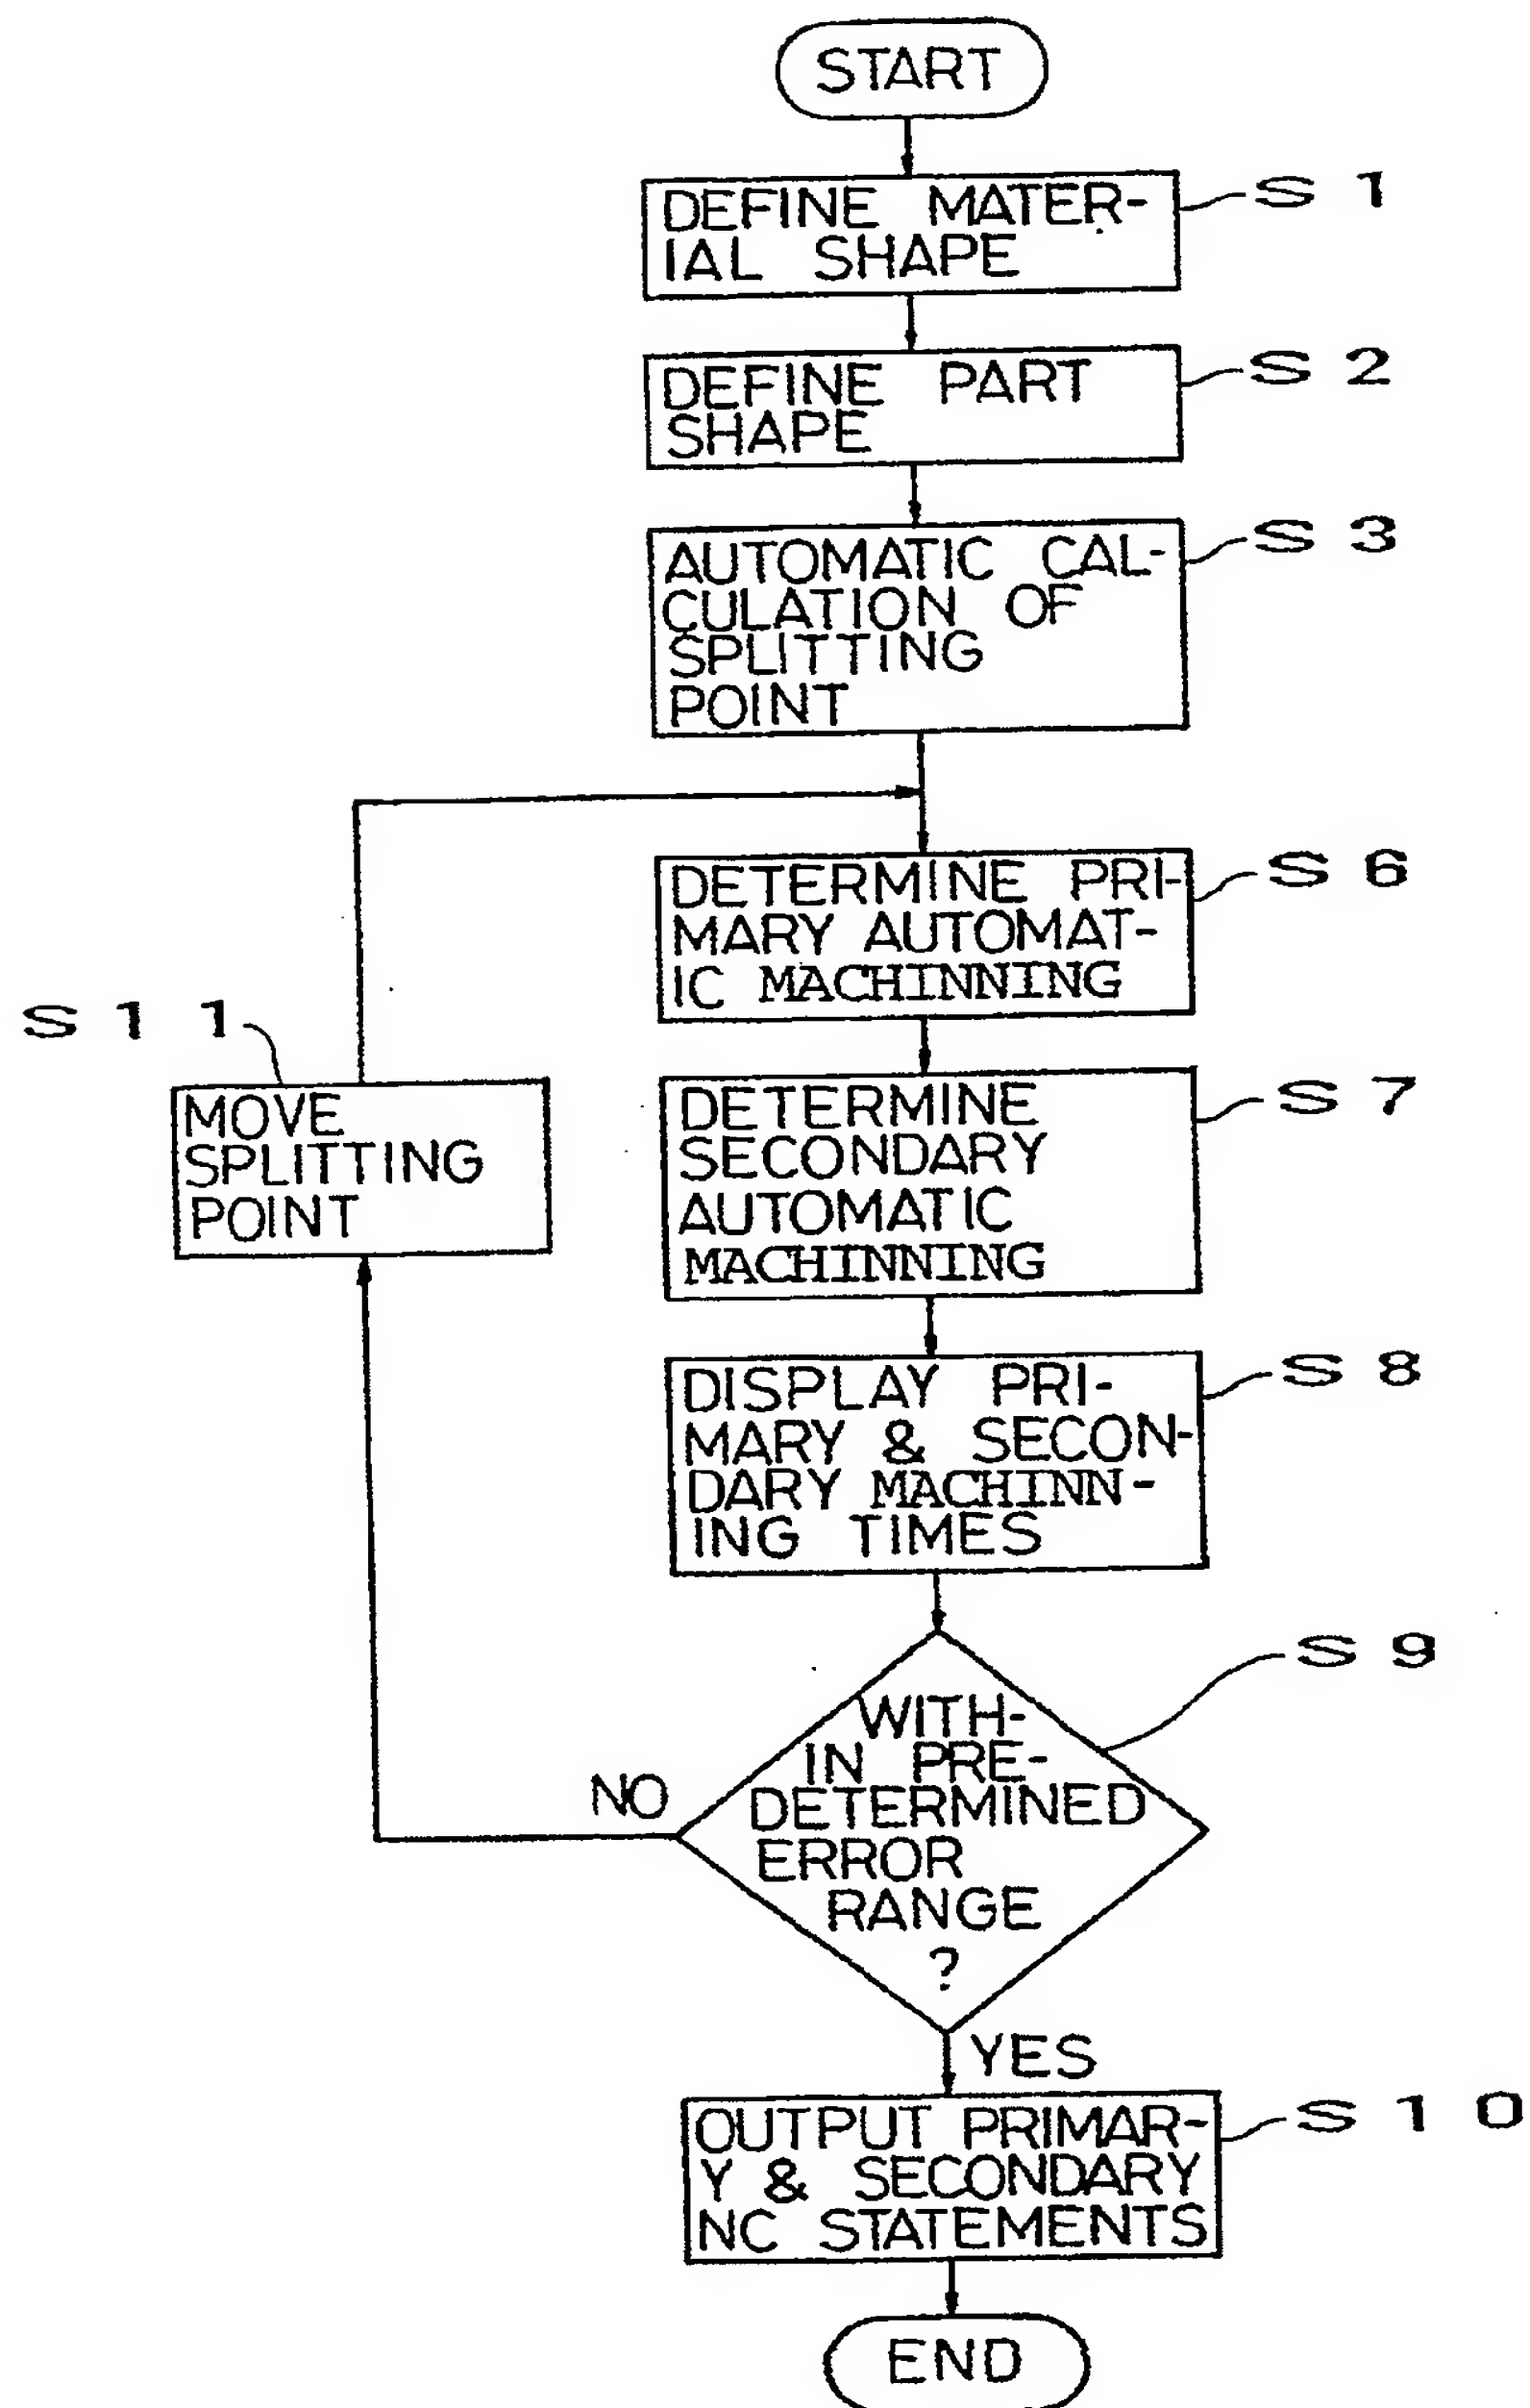 START
DEFINE MATER-
IAL SHAPE
S 1
DEFINE PART
SHAPE
S 2
AUTOMATIC CAL-
CULATION OF
SPLITTING
POINT
S 3
DETERMINE PRI-
MARY AUTOMAT-
IC MACHINNING
S 6
S 1 1
MOVE
SPLITTING
POINT
DETERMINE
SECONDARY
AUTOMATIC
MACHINNING
S 7
DISPLAY PRI-
MARY & SECON-
DARY MACHINN-
ING TIMES
S 8
WITH-
IN PRE-
DETERMINED
ERROR
RANGE
?
S 9
NO
YES
OUTPUT PRIMAR-
Y & SECONDARY
NC STATEMENTS
S 1 0
END